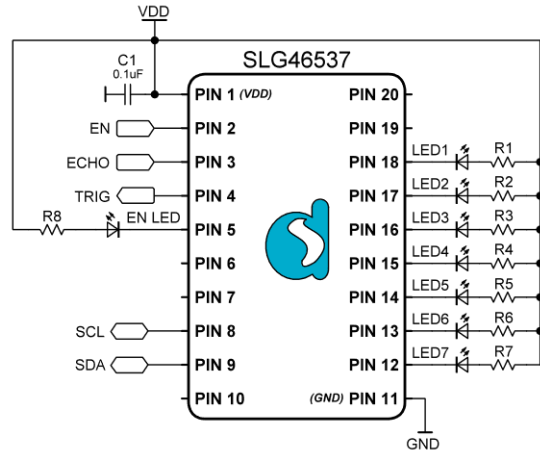 VDD
C1
0.1uF
SLG46537
PIN 1 (VDD)
PIN 20
EN
PIN 2
PIN 19
ECHO
PIN 3
PIN 18
LED1
R1
TRIG
PIN 4
PIN 17
LED2
R2
R8
EN LED
PIN 5
PIN 16
LED3
R3
PIN 6
PIN 15
LED4
R4
PIN 7
PIN 14
LED5
R5
SCL
PIN 8
PIN 13
LED6
R6
SDA
PIN 9
PIN 12
LED7
R7
PIN 10
(GND) PIN 11
GND